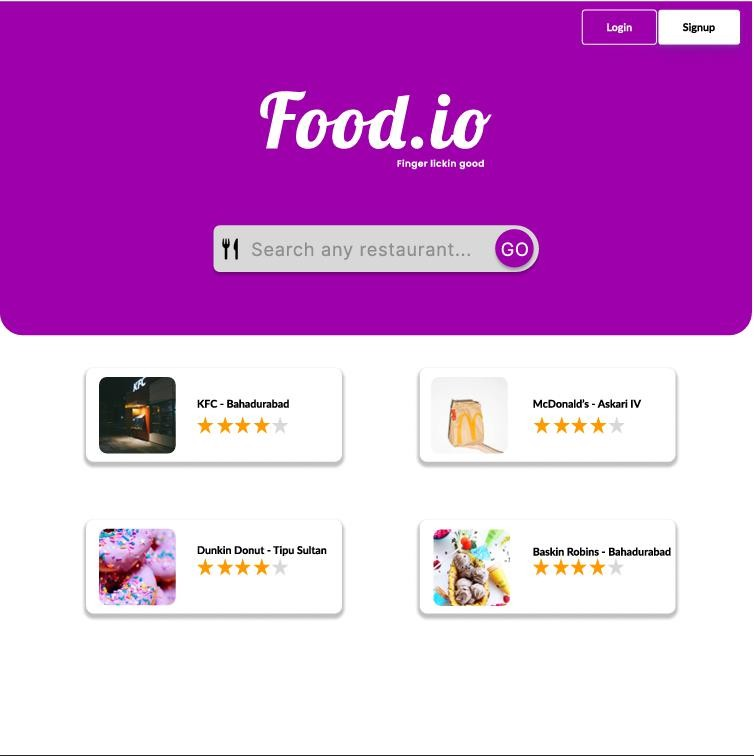 Login
Signup
Food.io
Finger lickin good
Search any restaurant...
GO
KFC
KFC - Bahadurabad
McDonald's - Askari IV
Dunkin Donut - Tipu Sultan
Baskin Robins - Bahadurabad